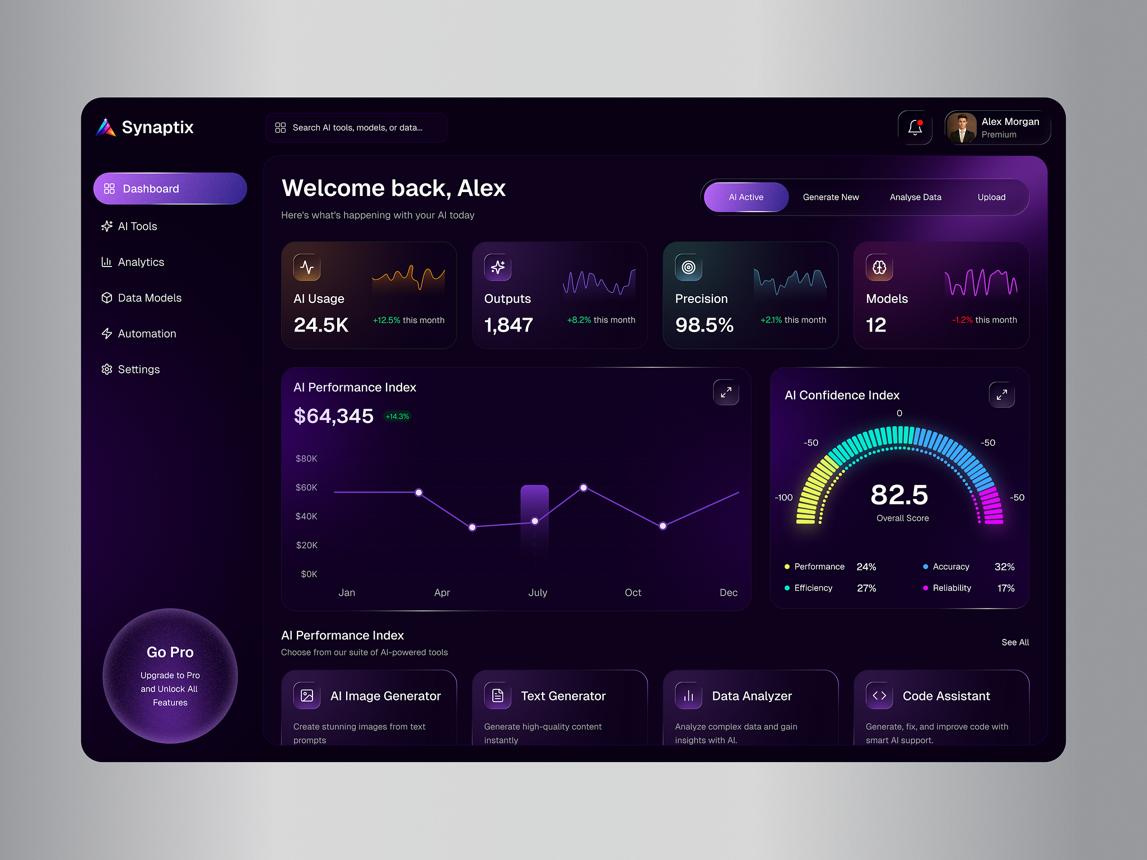 Synaptix
Search AI tools, models, or data...
Alex Morgan
Premium
Dashboard
AI Tools
Analytics
Data Models
Automation
Settings
Go Pro
Upgrade to Pro
and Unlock All
Features
Welcome back, Alex
Here's what's happening with your AI today
AI Active
Generate New
Analyse Data
Upload
AI Usage
24.5K
+12.5% this month
Outputs
1,847
+8.2% this month
Precision
98.5%
+2.1% this month
Models
12
-1.2% this month
AI Performance Index
$64,345
+14.3%
$80K
$60K
$40K
$20K
$0K
Jan
Apr
July
Oct
Dec
AI Confidence Index
0
-50
-50
-100
-50
82.5
Overall Score
Performance 24%
Accuracy 32%
Efficiency 27%
Reliability 17%
AI Performance Index
Choose from our suite of AI-powered tools
See All
AI Image Generator
Create stunning images from text
prompts
Text Generator
Generate high-quality content
instantly
Data Analyzer
Analyze complex data and gain
insights with AI.
Code Assistant
Generate, fix, and improve code with
smart AI support.